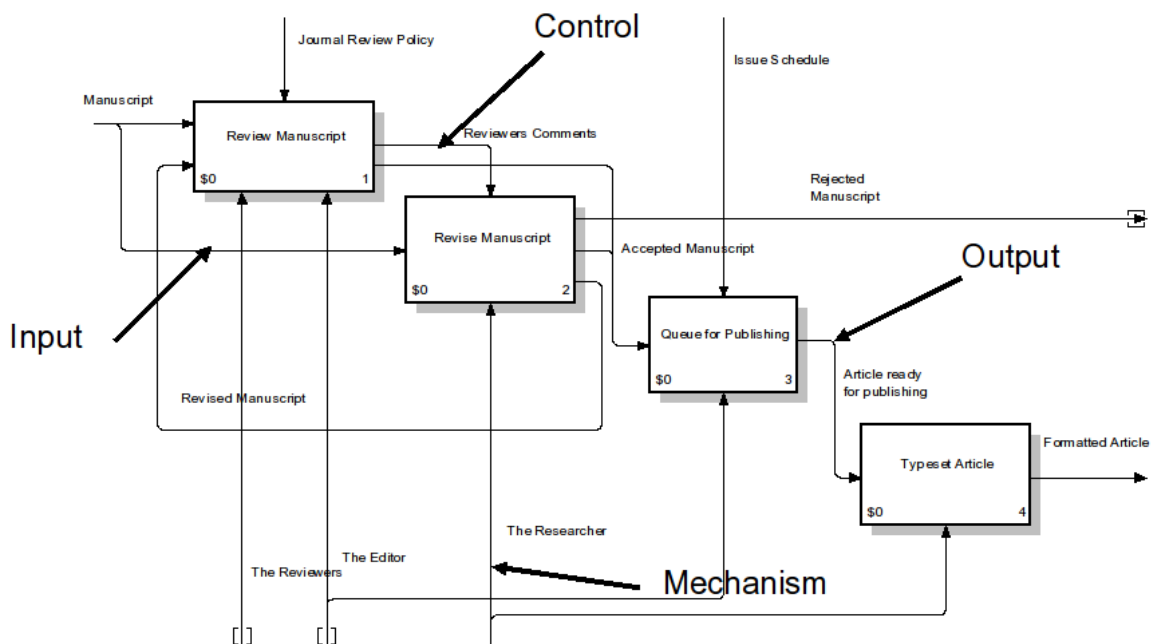 Control
Journal Review Policy
Issue Schedule
Manuscript
Review Manuscript
Reviewers Comments
$0 1
Rejected
Manuscript
Revise Manuscript
Accepted Manuscript
Output
$0 2
Input
Queue for Publishing
$0 3
Article ready
for publishing
Revised Manuscript
Formatted Article
Typeset Article
$0 4
The Researcher
The Editor
The Reviewers
Mechanism